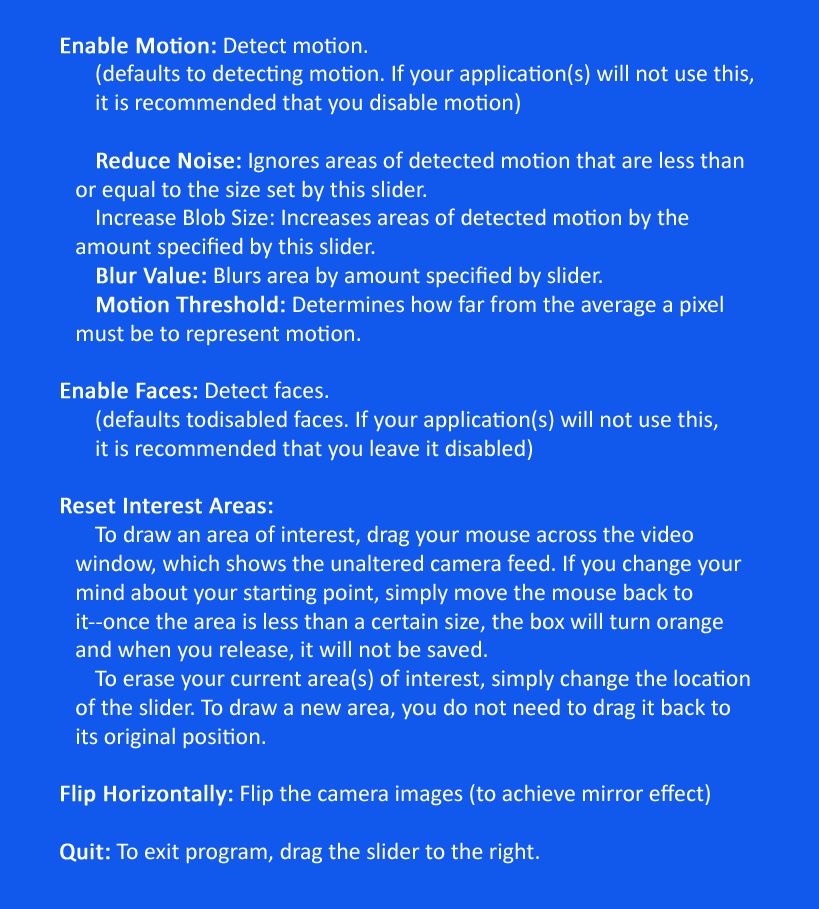 Enable Motion: Detect motion.
(defaults to detecting motion. If your application(s) will not use this,
it is recommended that you disable motion)
Reduce Noise: Ignores areas of detected motion that are less than
or equal to the size set by this slider.
Increase Blob Size: Increases areas of detected motion by the
amount specified by this slider.
Blur Value: Blurs area by amount specified by slider.
Motion Threshold: Determines how far from the average a pixel
must be to represent motion.
Enable Faces: Detect faces.
(defaults todisabled faces. If your application(s) will not use this,
it is recommended that you leave it disabled)
Reset Interest Areas:
To draw an area of interest, drag your mouse across the video
window, which shows the unaltered camera feed. If you change your
mind about your starting point, simply move the mouse back to
it--once the area is less than a certain size, the box will turn orange
and when you release, it will not be saved.
To erase your current area(s) of interest, simply change the location
of the slider. To draw a new area, you do not need to drag it back to
its original position.
Flip Horizontally: Flip the camera images (to achieve mirror effect)
Quit: To exit program, drag the slider to the right.